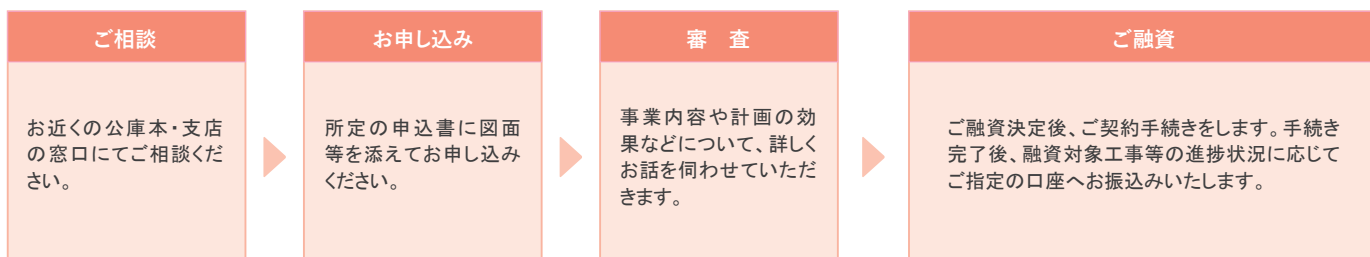 ご相談
お近くの公庫本・支店
の窓口にてご相談くだ
さい。
お申し込み
所定の申込書に図面
等を添えてお申し込み
ください。
審　査
事業内容や計画の効
果などについて、詳しく
お話を伺わせていただ
きます。
ご融資
ご融資決定後、ご契約手続きをします。手続き
完了後、融資対象工事等の進捗状況に応じて
ご指定の口座へお振込みいたします。